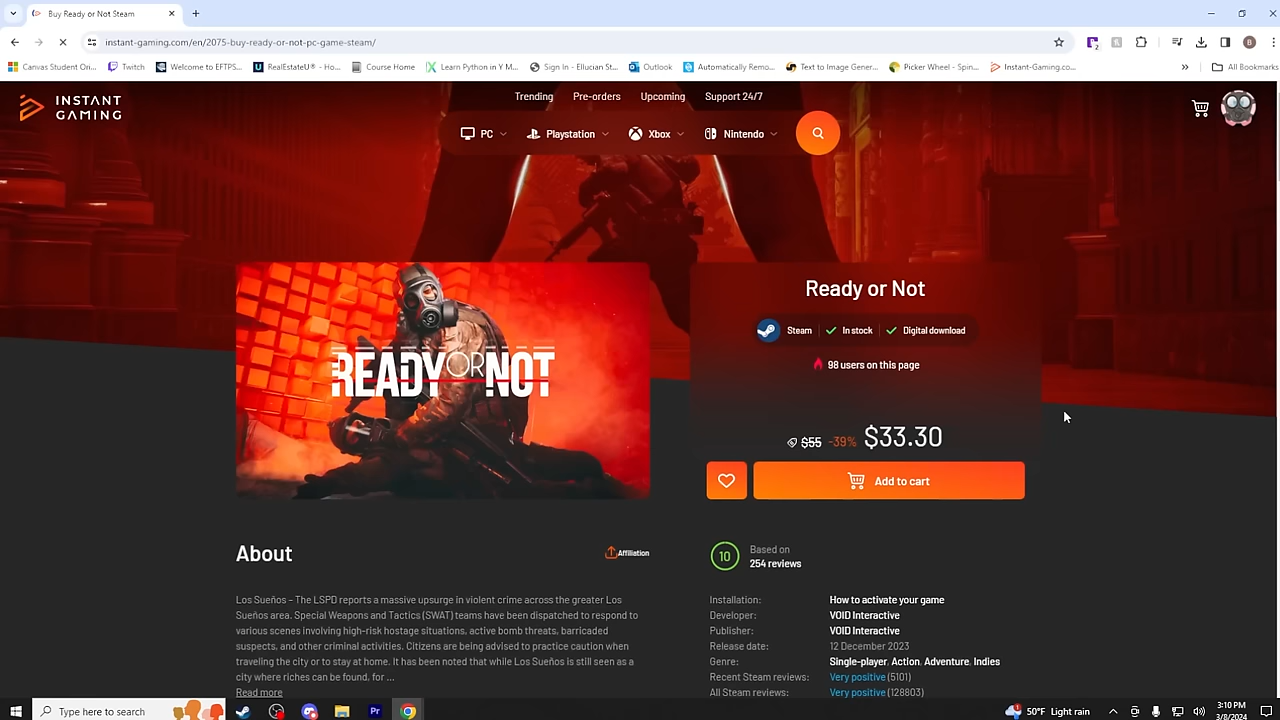 Buy Ready or Not Steam
instant-gaming.com/en/2075-buy-ready-or-not-pc-game-steam/
Canvas Student Ori... Twitch Welcome to EFTPS... RealEstateU® - Ho... Course Home Learn Python in Y M... Sign In - Ellucian St... Outlook Automatically Remo... Text to Image Gener... Picker Wheel - Spin... Instant-Gaming.co... » All Bookmarks
INSTANT
GAMING
Trending Pre-orders Upcoming Support 24/7
PC Playstation Xbox Nintendo
READY OR NOT
Ready or Not
Steam In stock Digital download
98 users on this page
$55 -39% $33.30
Add to cart
About
Affiliation
Los Sueños – The LSPD reports a massive upsurge in violent crime across the greater Los
Sueños area. Special Weapons and Tactics (SWAT) teams have been dispatched to respond to
various scenes involving high-risk hostage situations, active bomb threats, barricaded
suspects, and other criminal activities. Citizens are being advised to practice caution when
traveling the city or to stay at home. It has been noted that while Los Sueños is still seen as a
city where riches can be found, for ...
Read more
10
Based on
254 reviews
Installation: How to activate your game
Developer: VOID Interactive
Publisher: VOID Interactive
Release date: 12 December 2023
Genre: Single-player, Action, Adventure, Indies
Recent Steam reviews: Very positive (5101)
All Steam reviews: Very positive (128803)
Type here to search
Pr
50°F Light rain
3:10 PM
3/8/2024